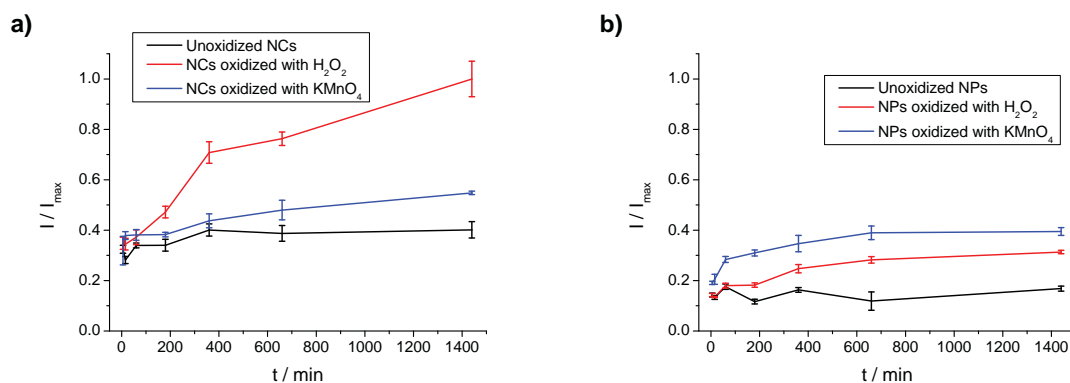 a)
Unoxidized NCs
NCs oxidized with H₂O₂
NCs oxidized with KMnO₄
1.0
0.8
0.6
0.4
0.2
0.0
I / I_max
0 200 400 600 800 1000 1200 1400
t / min
b)
Unoxidized NPs
NPs oxidized with H₂O₂
NPs oxidized with KMnO₄
1.0
0.8
0.6
0.4
0.2
0.0
I / I_max
0 200 400 600 800 1000 1200 1400
t / min